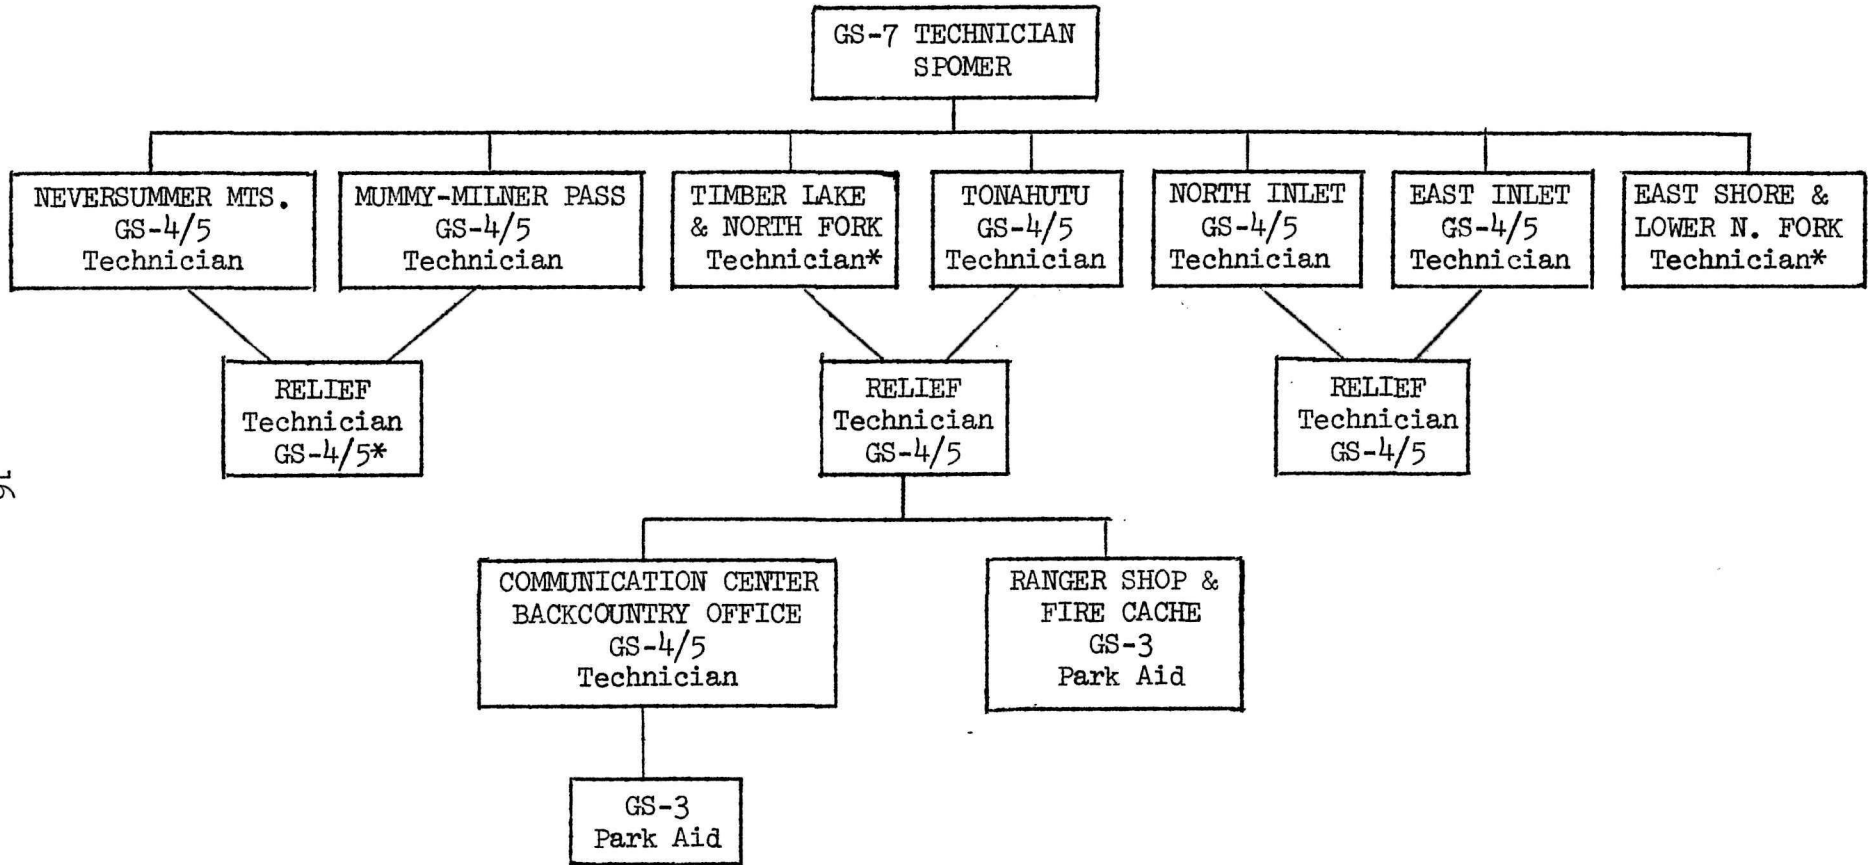 GS-7 TECHNICIAN
SPOMER
NEVERSUMMER MTS.
GS-4/5
Technician
MUMMY-MILNER PASS
GS-4/5
Technician
TIMBER LAKE
& NORTH FORK
Technician*
TONAHUTU
GS-4/5
Technician
NORTH INLET
GS-4/5
Technician
EAST INLET
GS-4/5
Technician
EAST SHORE &
LOWER N. FORK
Technician*
RELIEF
Technician
GS-4/5*
RELIEF
Technician
GS-4/5
RELIEF
Technician
GS-4/5
COMMUNICATION CENTER
BACKCOUNTRY OFFICE
GS-4/5
Technician
RANGER SHOP &
FIRE CACHE
GS-3
Park Aid
GS-3
Park Aid